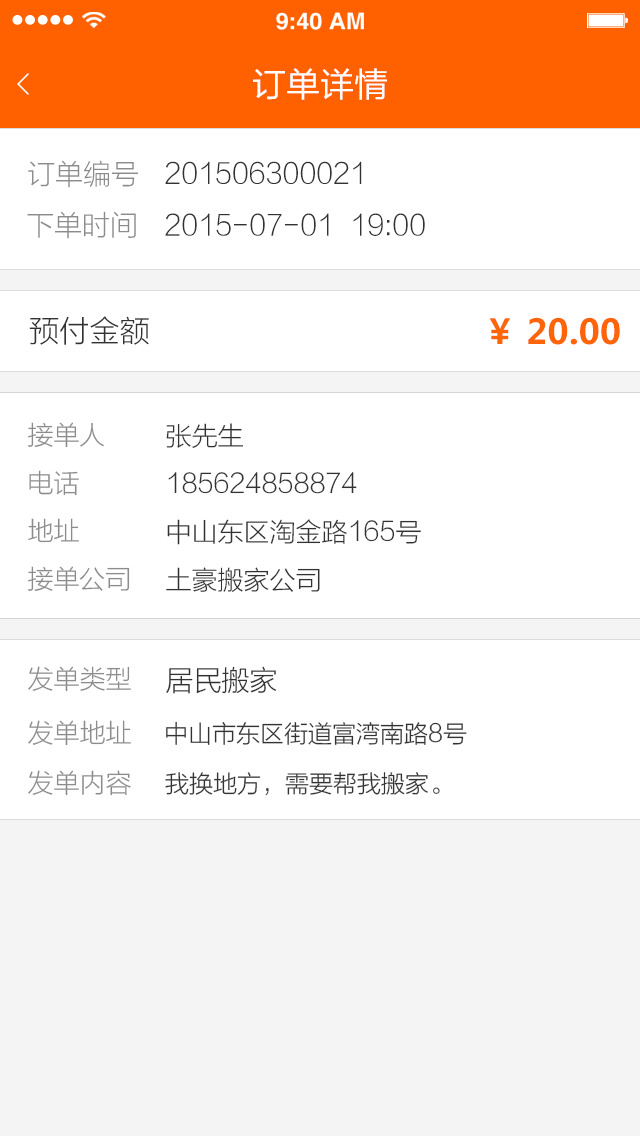 9:40 AM
订单详情
订单编号 201506300021
下单时间 2015-07-01 19:00
预付金额 ¥ 20.00
接单人 张先生
电话 185624858874
地址 中山东区淘金路165号
接单公司 土豪搬家公司
发单类型 居民搬家
发单地址 中山市东区街道富湾南路8号
发单内容 我换地方，需要帮我搬家。